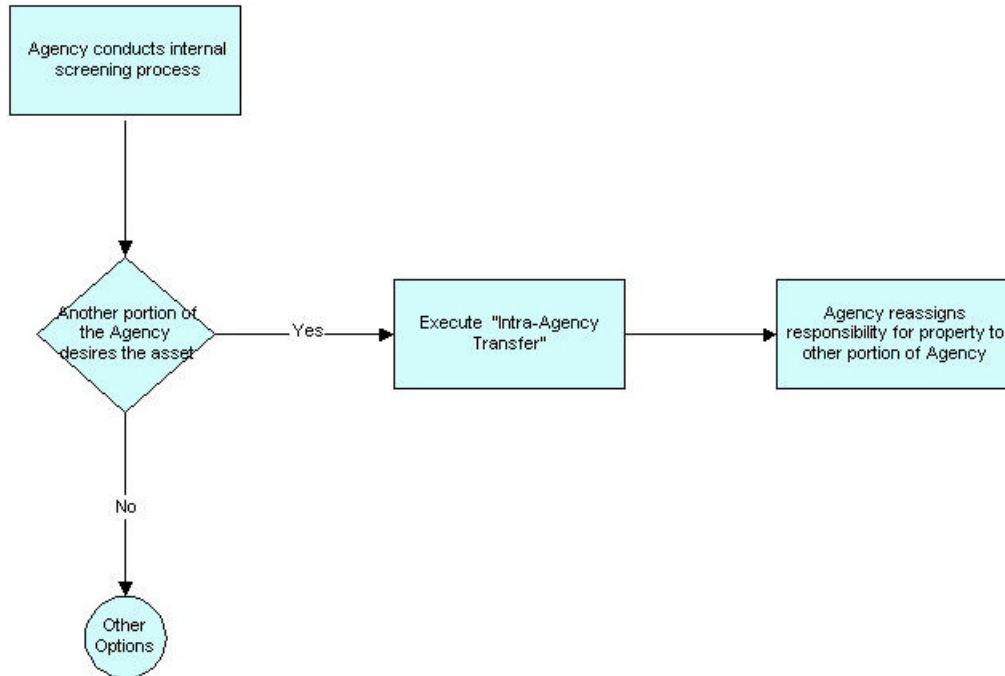 Agency conducts internal
screening process
Another portion of
the Agency
desires the asset
Yes
Execute "Intra-Agency
Transfer"
Agency reassigns
responsibility for property to
other portion of Agency
No
Other
Options